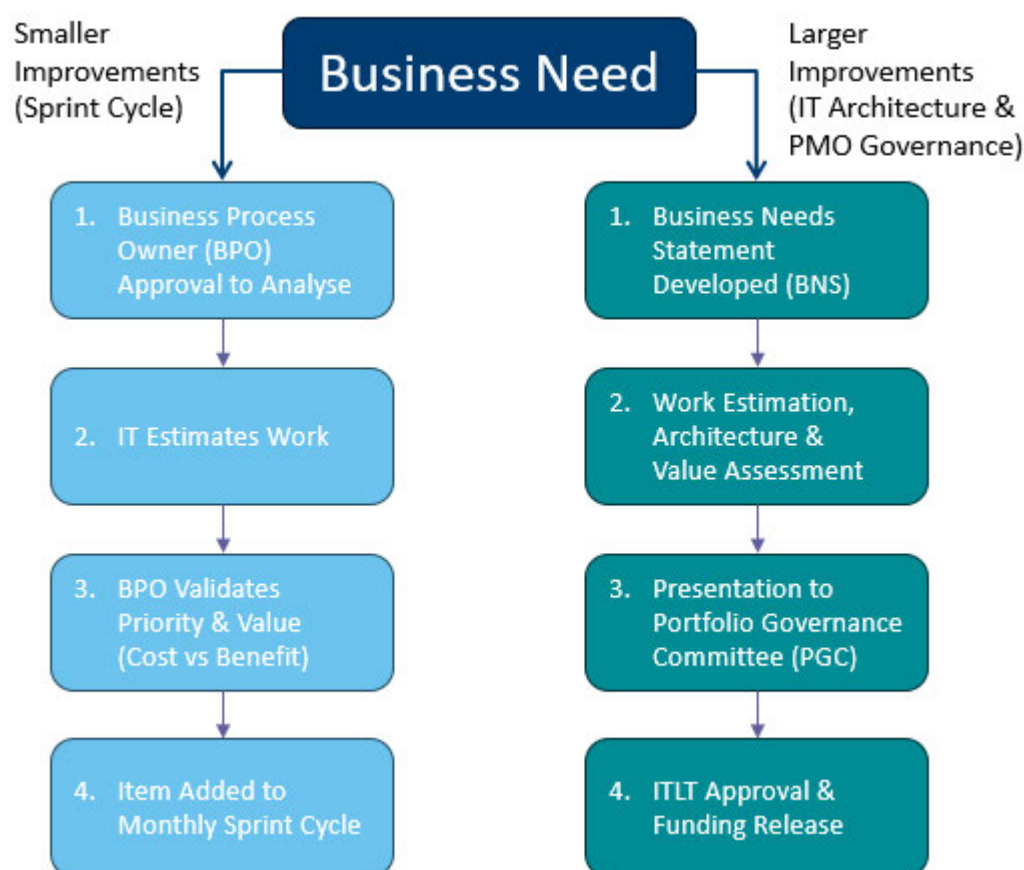 Smaller
Improvements
(Sprint Cycle)
Business Need
Larger
Improvements
(IT Architecture &
PMO Governance)
1. Business Process
Owner (BPO)
Approval to Analyse
2. IT Estimates Work
3. BPO Validates
Priority & Value
(Cost vs Benefit)
4. Item Added to
Monthly Sprint Cycle
1. Business Needs
Statement
Developed (BNS)
2. Work Estimation,
Architecture &
Value Assessment
3. Presentation to
Portfolio Governance
Committee (PGC)
4. ITLT Approval &
Funding Release